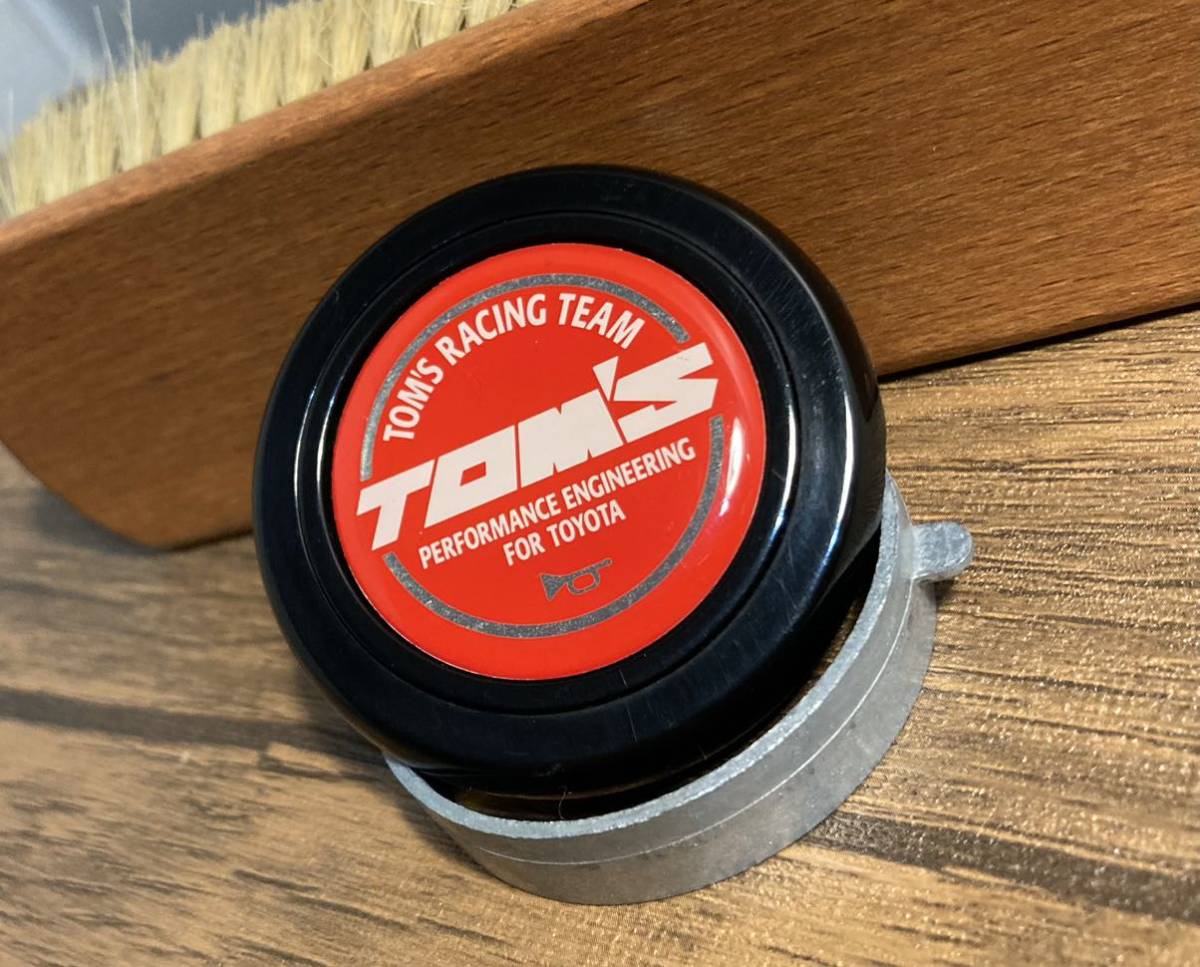 TOM'S RACING TEAM
TOM'S
PERFORMANCE ENGINEERING
FOR TOYOTA